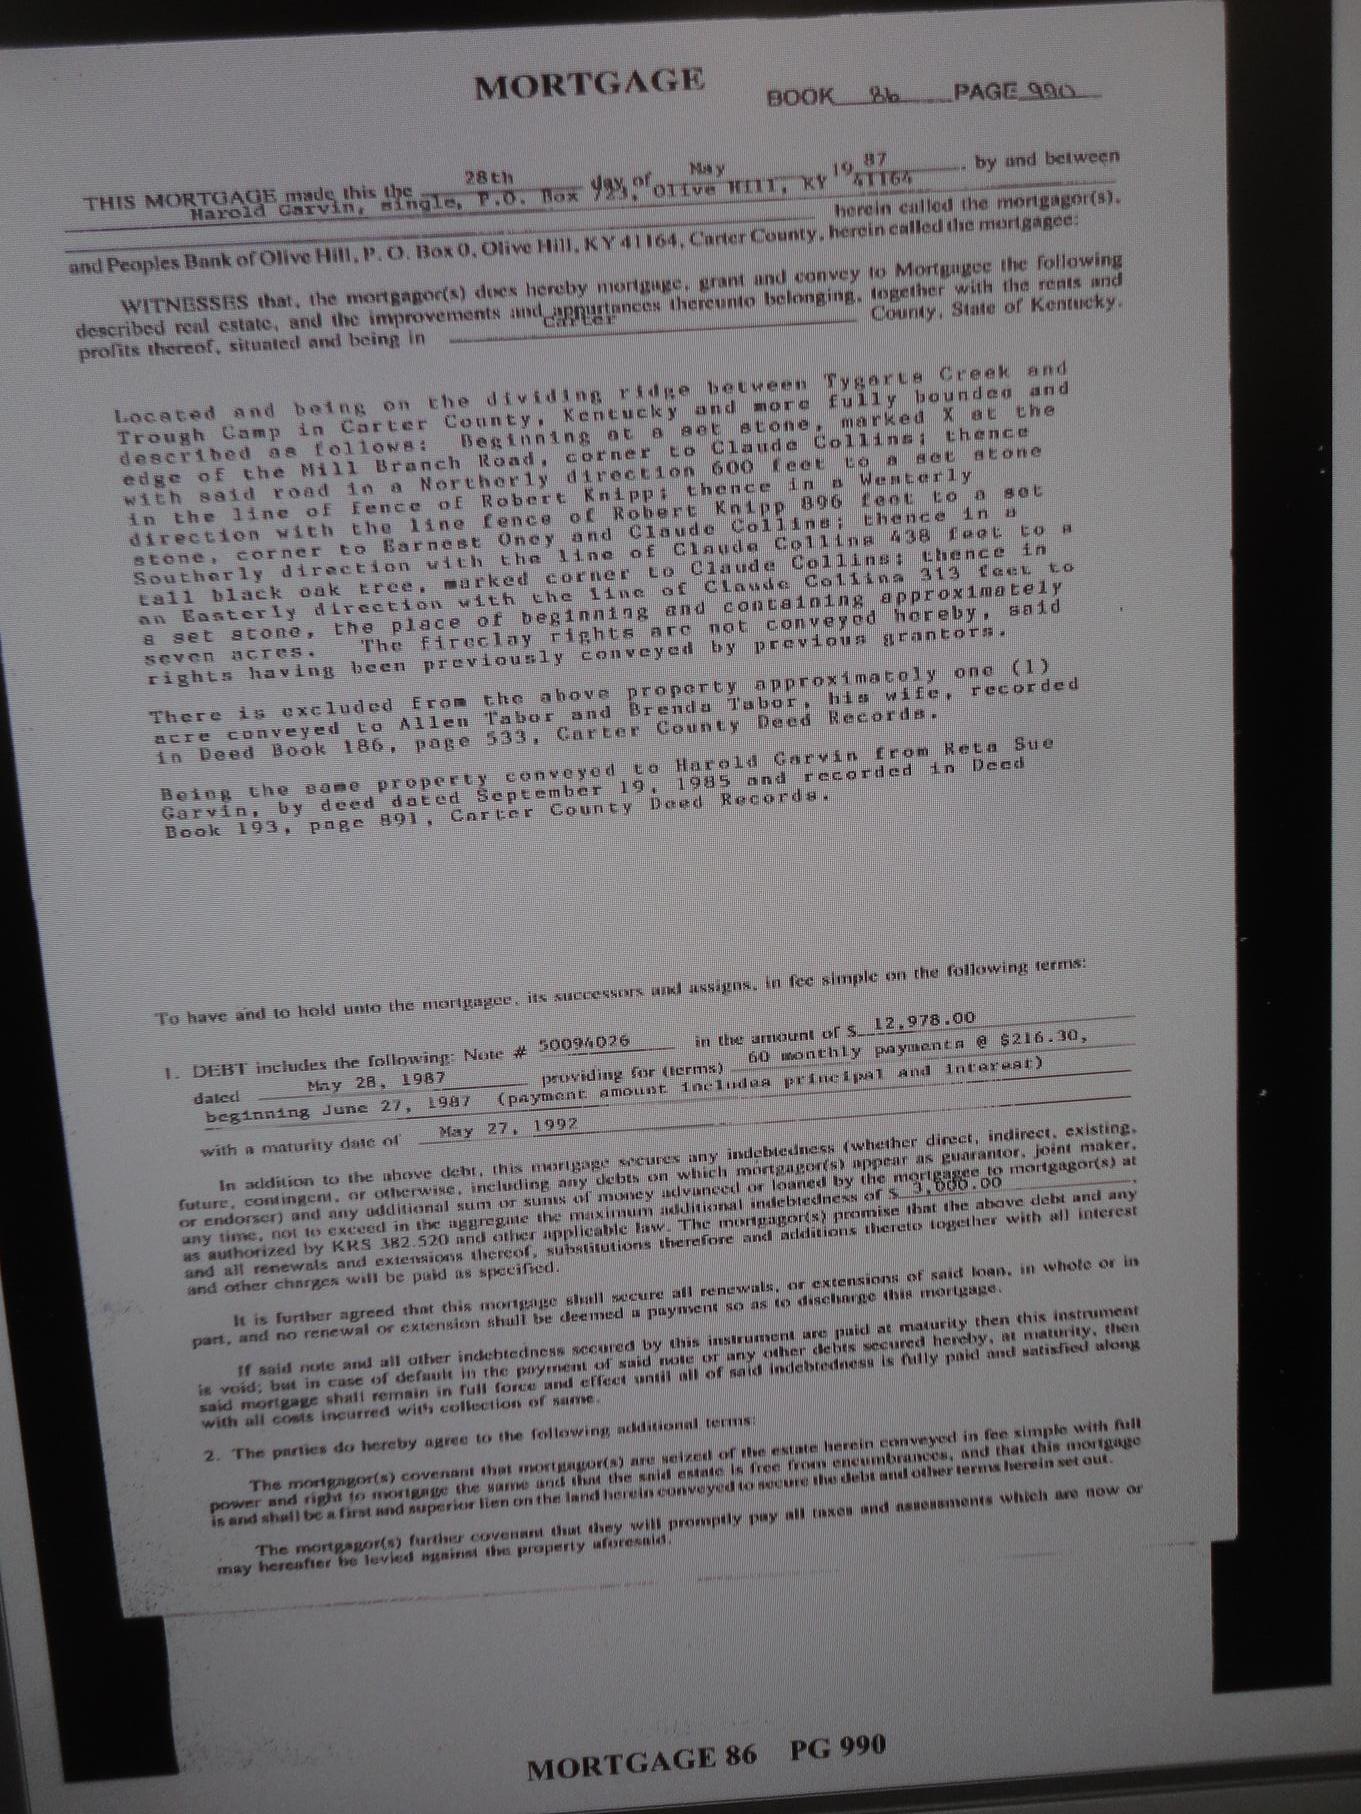 MORTGAGE
BOOK 86 PAGE 990
THIS MORTGAGE made this the 28th day of May 19 87 by and between
Harold Garvin, single, P.O. Box 723, Olive Hill, KY 41164
herein called the mortgagor(s),
and Peoples Bank of Olive Hill, P. O. Box 0, Olive Hill, KY 41164, Carter County, herein called the mortgagee:
WITNESSES that, the mortgagor(s) does hereby mortgage, grant and convey to Mortgagee the following
described real estate, and the improvements and appurtances thereunto belonging, together with the rents and
profits thereof, situated and being in Carter County, State of Kentucky.
Located and being on the dividing ridge between Tygarts Creek and
Trough Camp in Carter County, Kentucky and more fully bounded and
described as follows: Beginning at a set stone, marked X at the
edge of the Mill Branch Road, corner to Claude Collins; thence
with said road in a Northerly direction 600 feet to a set stone
in the line of fence of Robert Knipp; thence in a Westerly
direction with the line fence of Robert Knipp 896 feet to a set
stone, corner to Earnest Oney and Claude Collins; thence in a
Southerly direction with the line of Claude Collins 438 feet to a
tall black oak tree, marked corner to Claude Collins; thence in
an Easterly direction with the line of Claude Collins 313 feet to
a set stone, the place of beginning and containing approximately
seven acres. The fireclay rights are not conveyed hereby, said
rights having been previously conveyed by previous grantors.
There is excluded from the above property approximately one (1)
acre conveyed to Allen Tabor and Brenda Tabor, his wife, recorded
in Deed Book 186, page 533, Carter County Deed Records.
Being the same property conveyed to Harold Garvin from Reta Sue
Garvin, by deed dated September 19, 1985 and recorded in Deed
Book 193, page 891, Carter County Deed Records.
To have and to hold unto the mortgagee, its successors and assigns, in fee simple on the following terms:
1. DEBT includes the following: Note # 50094026 in the amount of $ 12,978.00
dated May 28, 1987 providing for (terms) 60 monthly payments @ $216.30,
beginning June 27, 1987 (payment amount includes principal and interest)
with a maturity date of May 27, 1992
In addition to the above debt, this mortgage secures any indebtedness (whether direct, indirect, existing,
future, contingent, or otherwise, including any debts on which mortgagor(s) appear as guarantor, joint maker,
or endorser) and any additional sum or sums of money advanced or loaned by the mortgagee to mortgagor(s) at
any time, not to exceed in the aggregate the maximum additional indebtedness of $ 3,000.00
as authorized by KRS 382.520 and other applicable law. The mortgagor(s) promise that the above debt and any
and all renewals and extensions thereof, substitutions therefore and additions thereto together with all interest
and other charges will be paid as specified.
It is further agreed that this mortgage shall secure all renewals, or extensions of said loan, in whole or in
part, and no renewal or extension shall be deemed a payment so as to discharge this mortgage.
If said note and all other indebtedness secured by this instrument are paid at maturity then this instrument
is void; but in case of default in the payment of said note or any other debts secured hereby, at maturity, then
said mortgage shall remain in full force and effect until all of said indebtedness is fully paid and satisfied along
with all costs incurred with collection of same.
2. The parties do hereby agree to the following additional terms:
The mortgagor(s) covenant that mortgagor(s) are seized of the estate herein conveyed in fee simple with full
power and right to mortgage the same and that the said estate is free from encumbrances, and that this mortgage
is and shall be a first and superior lien on the land herein conveyed to secure the debt and other terms herein set out.
The mortgagor(s) further covenant that they will promptly pay all taxes and assessments which are now or
may hereafter be levied against the property aforesaid.
MORTGAGE 86 PG 990